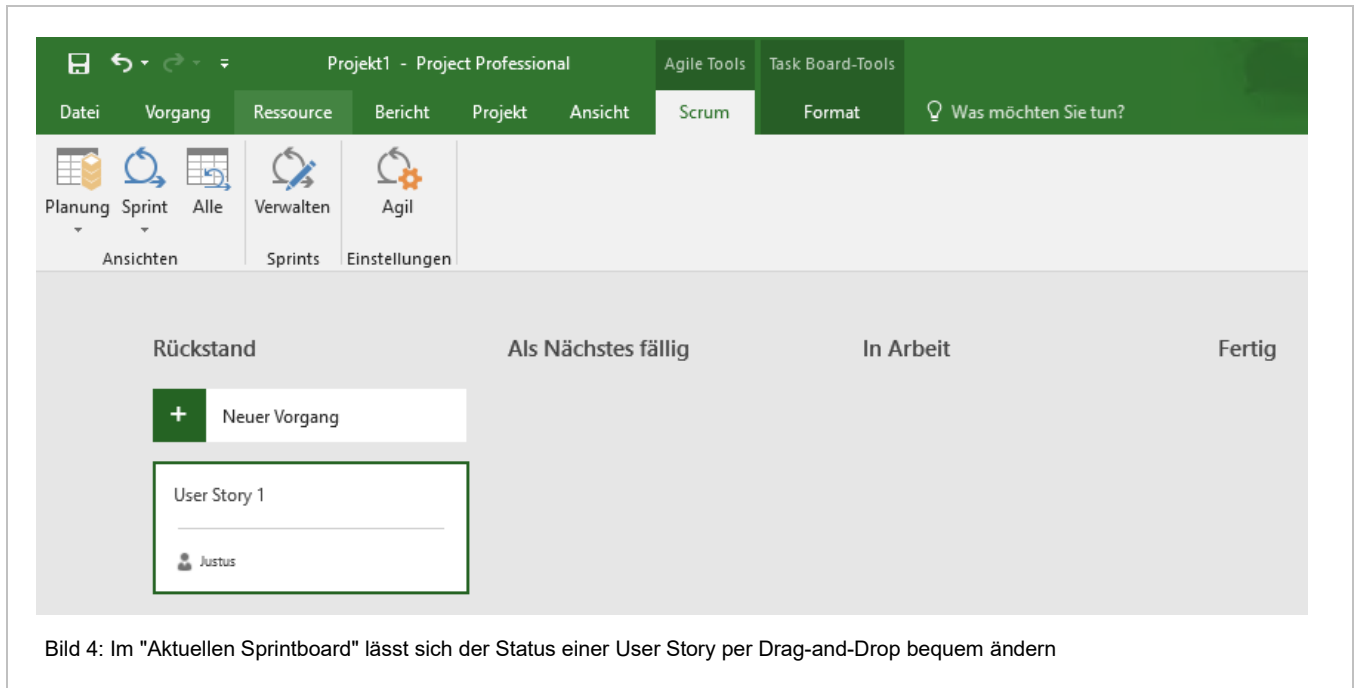 Projekt1 - Project Professional
Agile Tools
Task Board-Tools
Datei
Vorgang
Ressource
Bericht
Projekt
Ansicht
Scrum
Format
Was möchten Sie tun?
Planung
Sprint
Alle
Verwalten
Agil
Ansichten
Sprints
Einstellungen
Rückstand
Als Nächstes fällig
In Arbeit
Fertig
+ Neuer Vorgang
User Story 1
Justus
Bild 4: Im "Aktuellen Sprintboard" lässt sich der Status einer User Story per Drag-and-Drop bequem ändern